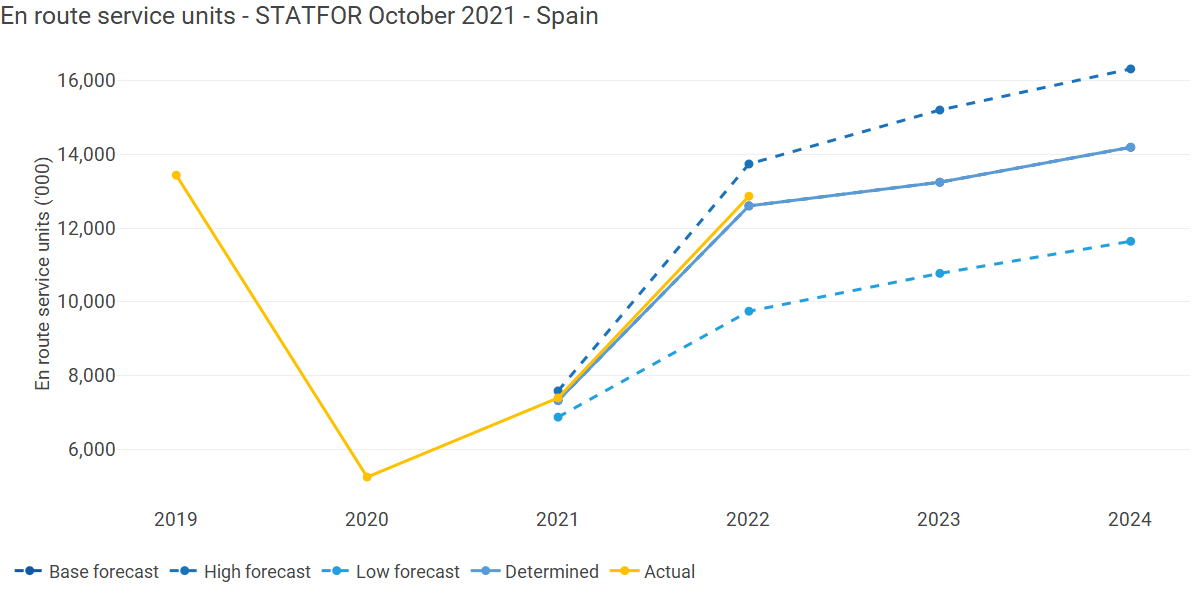 En route service units - STATFOR October 2021 - Spain
En route service units ('000)
16,000
14,000
12,000
10,000
8,000
6,000
2019 2020 2021 2022 2023 2024
Base forecast High forecast Low forecast Determined Actual